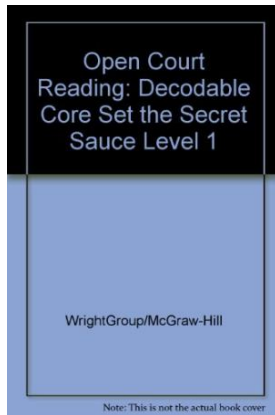 Open Court
Reading: Decodable
Core Set the Secret
Sauce Level 1
WrightGroup/McGraw-Hill
Note: This is not the actual book cover